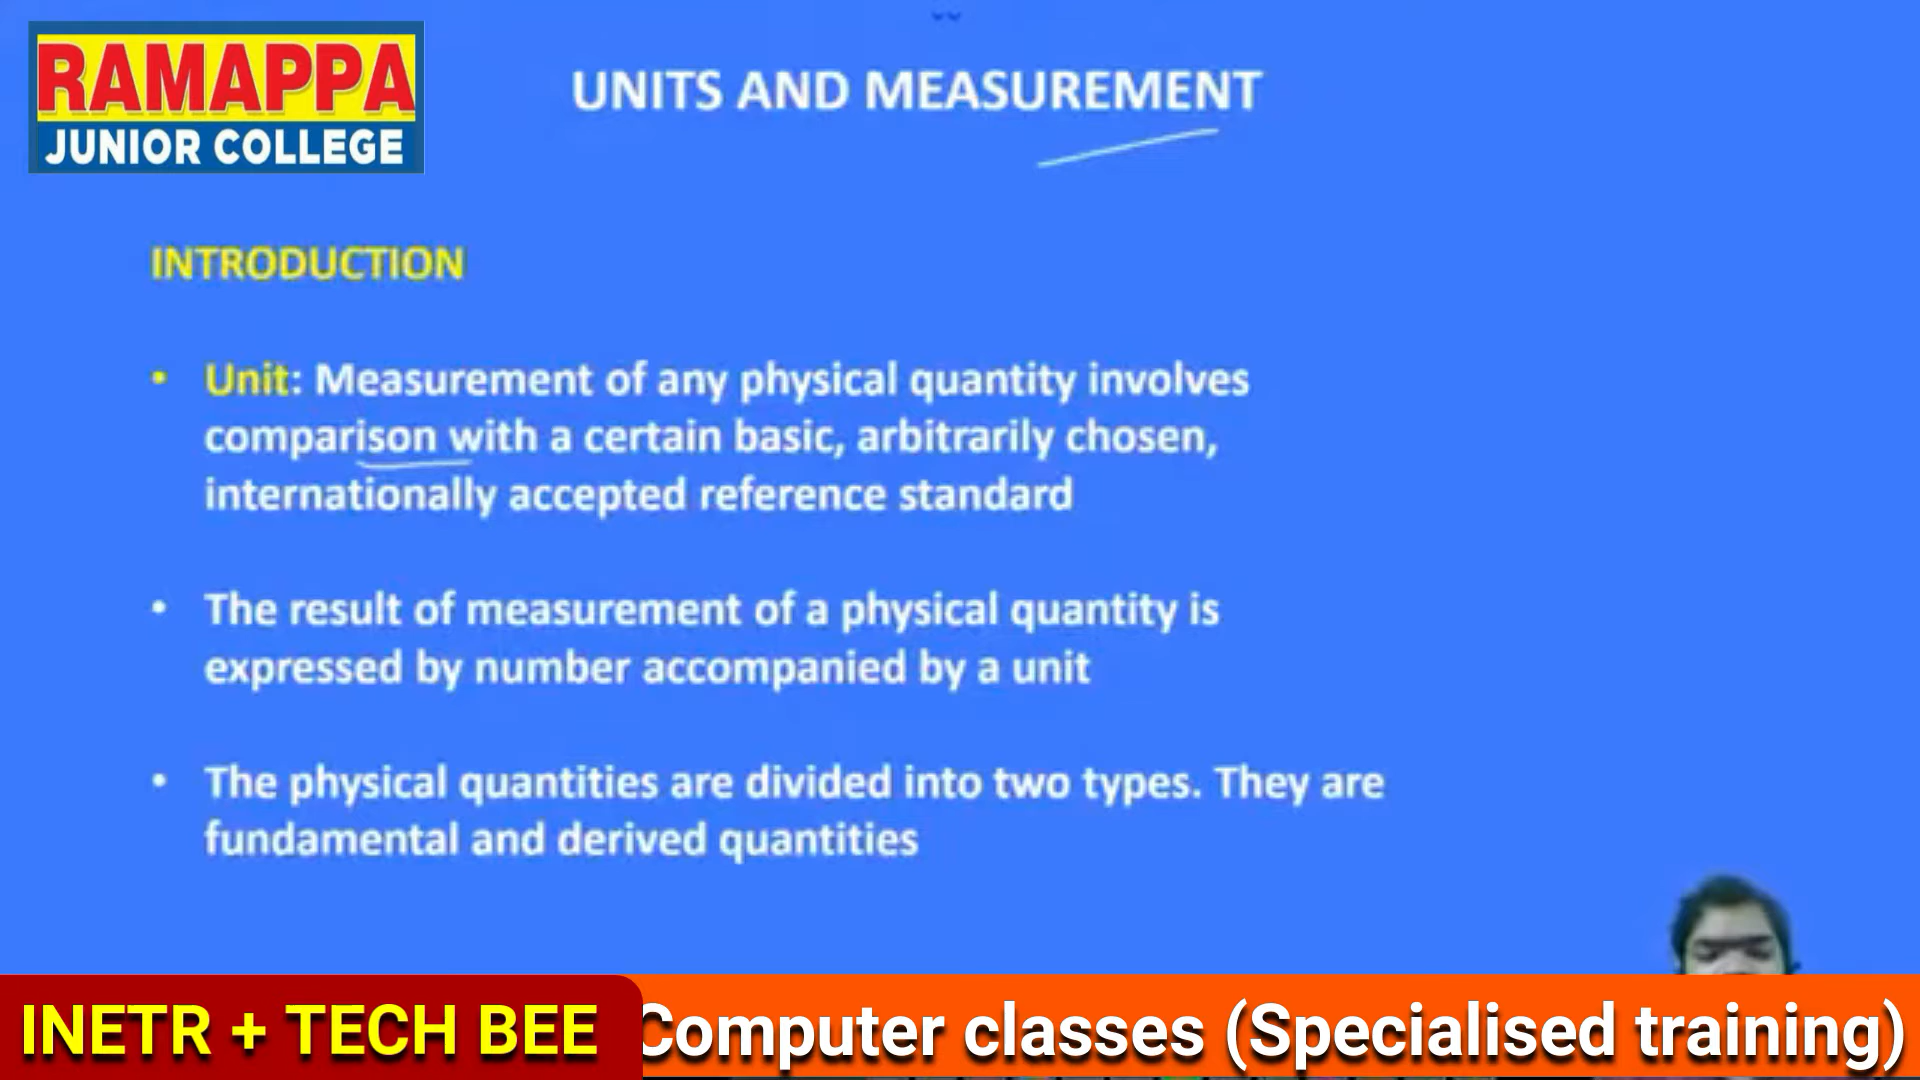 RAMAPPA
JUNIOR COLLEGE
UNITS AND MEASUREMENT
INTRODUCTION
• Unit: Measurement of any physical quantity involves
comparison with a certain basic, arbitrarily chosen,
internationally accepted reference standard
• The result of measurement of a physical quantity is
expressed by number accompanied by a unit
• The physical quantities are divided into two types. They are
fundamental and derived quantities
INETR + TECH BEE
Computer classes (Specialised training)